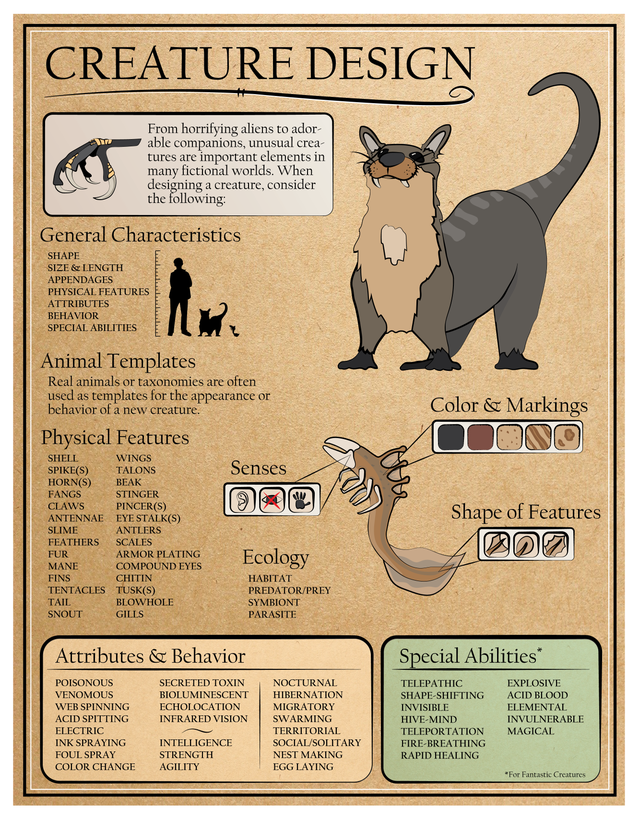 CREATURE DESIGN
From horrifying aliens to ador-
able companions, unusual crea-
tures are important elements in
many fictional worlds. When
designing a creature, consider
the following:
General Characteristics
SHAPE
SIZE & LENGTH
APPENDAGES
PHYSICAL FEATURES
ATTRIBUTES
BEHAVIOR
SPECIAL ABILITIES
Animal Templates
Real animals or taxonomies are often
used as templates for the appearance or
behavior of a new creature.
Physical Features
SHELL
SPIKE(S)
HORN(S)
FANGS
CLAWS
ANTENNAE
SLIME
FEATHERS
FUR
MANE
FINS
TENTACLES
TAIL
SNOUT
WINGS
TALONS
BEAK
STINGER
PINCER(S)
EYE STALK(S)
ANTLERS
SCALES
ARMOR PLATING
COMPOUND EYES
CHITIN
TUSK(S)
BLOWHOLE
GILLS
Color & Markings
Senses
Shape of Features
Ecology
HABITAT
PREDATOR/PREY
SYMBIONT
PARASITE
Attributes & Behavior
POISONOUS
VENOMOUS
WEB SPINNING
ACID SPITTING
ELECTRIC
INK SPRAYING
FOUL SPRAY
COLOR CHANGE
SECRETED TOXIN
BIOLUMINESCENT
ECHOLOCATION
INFRARED VISION
INTELLIGENCE
STRENGTH
AGILITY
NOCTURNAL
HIBERNATION
MIGRATORY
SWARMING
TERRITORIAL
SOCIAL/SOLITARY
NEST MAKING
EGG LAYING
Special Abilities*
TELEPATHIC
SHAPE-SHIFTING
INVISIBLE
HIVE-MIND
TELEPORTATION
FIRE-BREATHING
RAPID HEALING
EXPLOSIVE
ACID BLOOD
ELEMENTAL
INVULNERABLE
MAGICAL
*For Fantastic Creatures